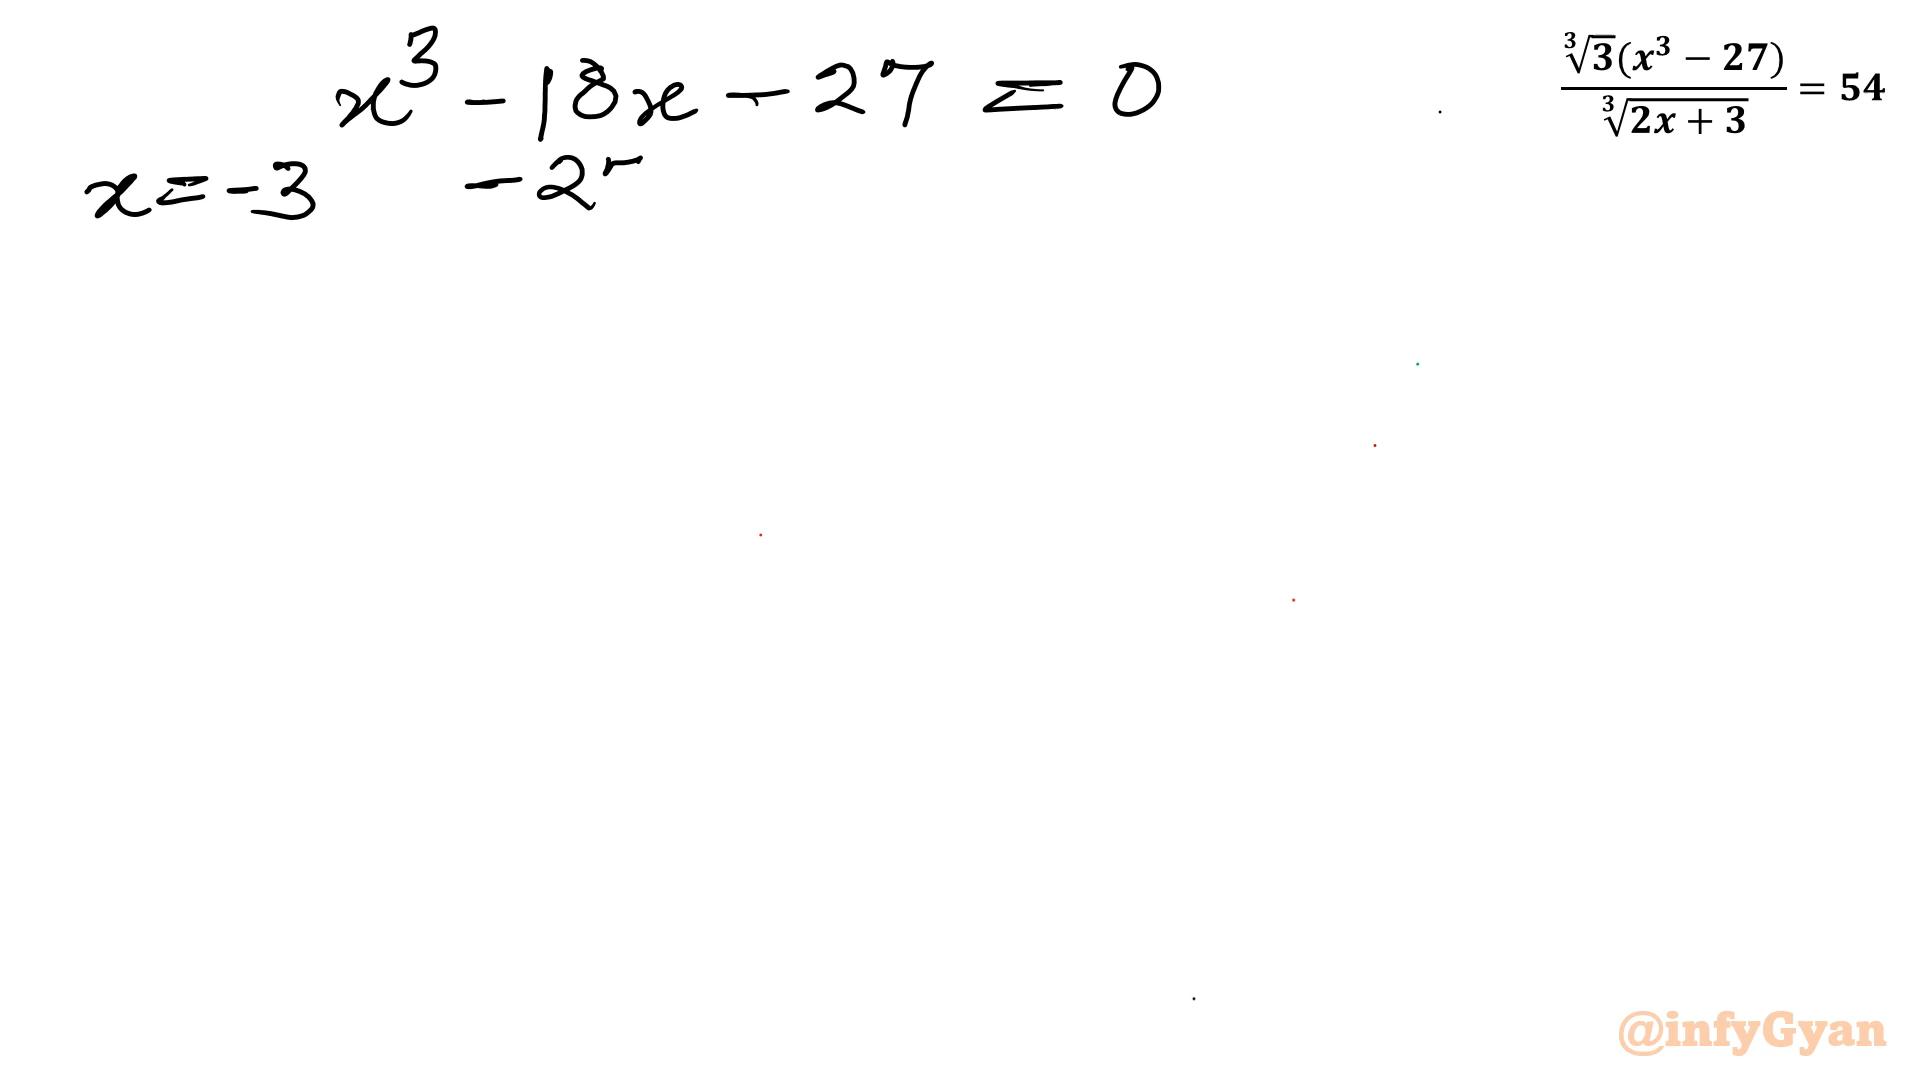 x³ - 18x - 27 = 0
x = -3 -2
∛3(x³ − 27) / ∛(2x + 3) = 54
@infyGyan